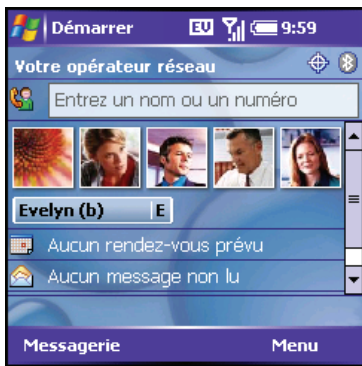 Démarrer EV 9:59
Votre opérateur réseau
Entrez un nom ou un numéro
Evelyn (b) E
Aucun rendez-vous prévu
Aucun message non lu
Messagerie Menu